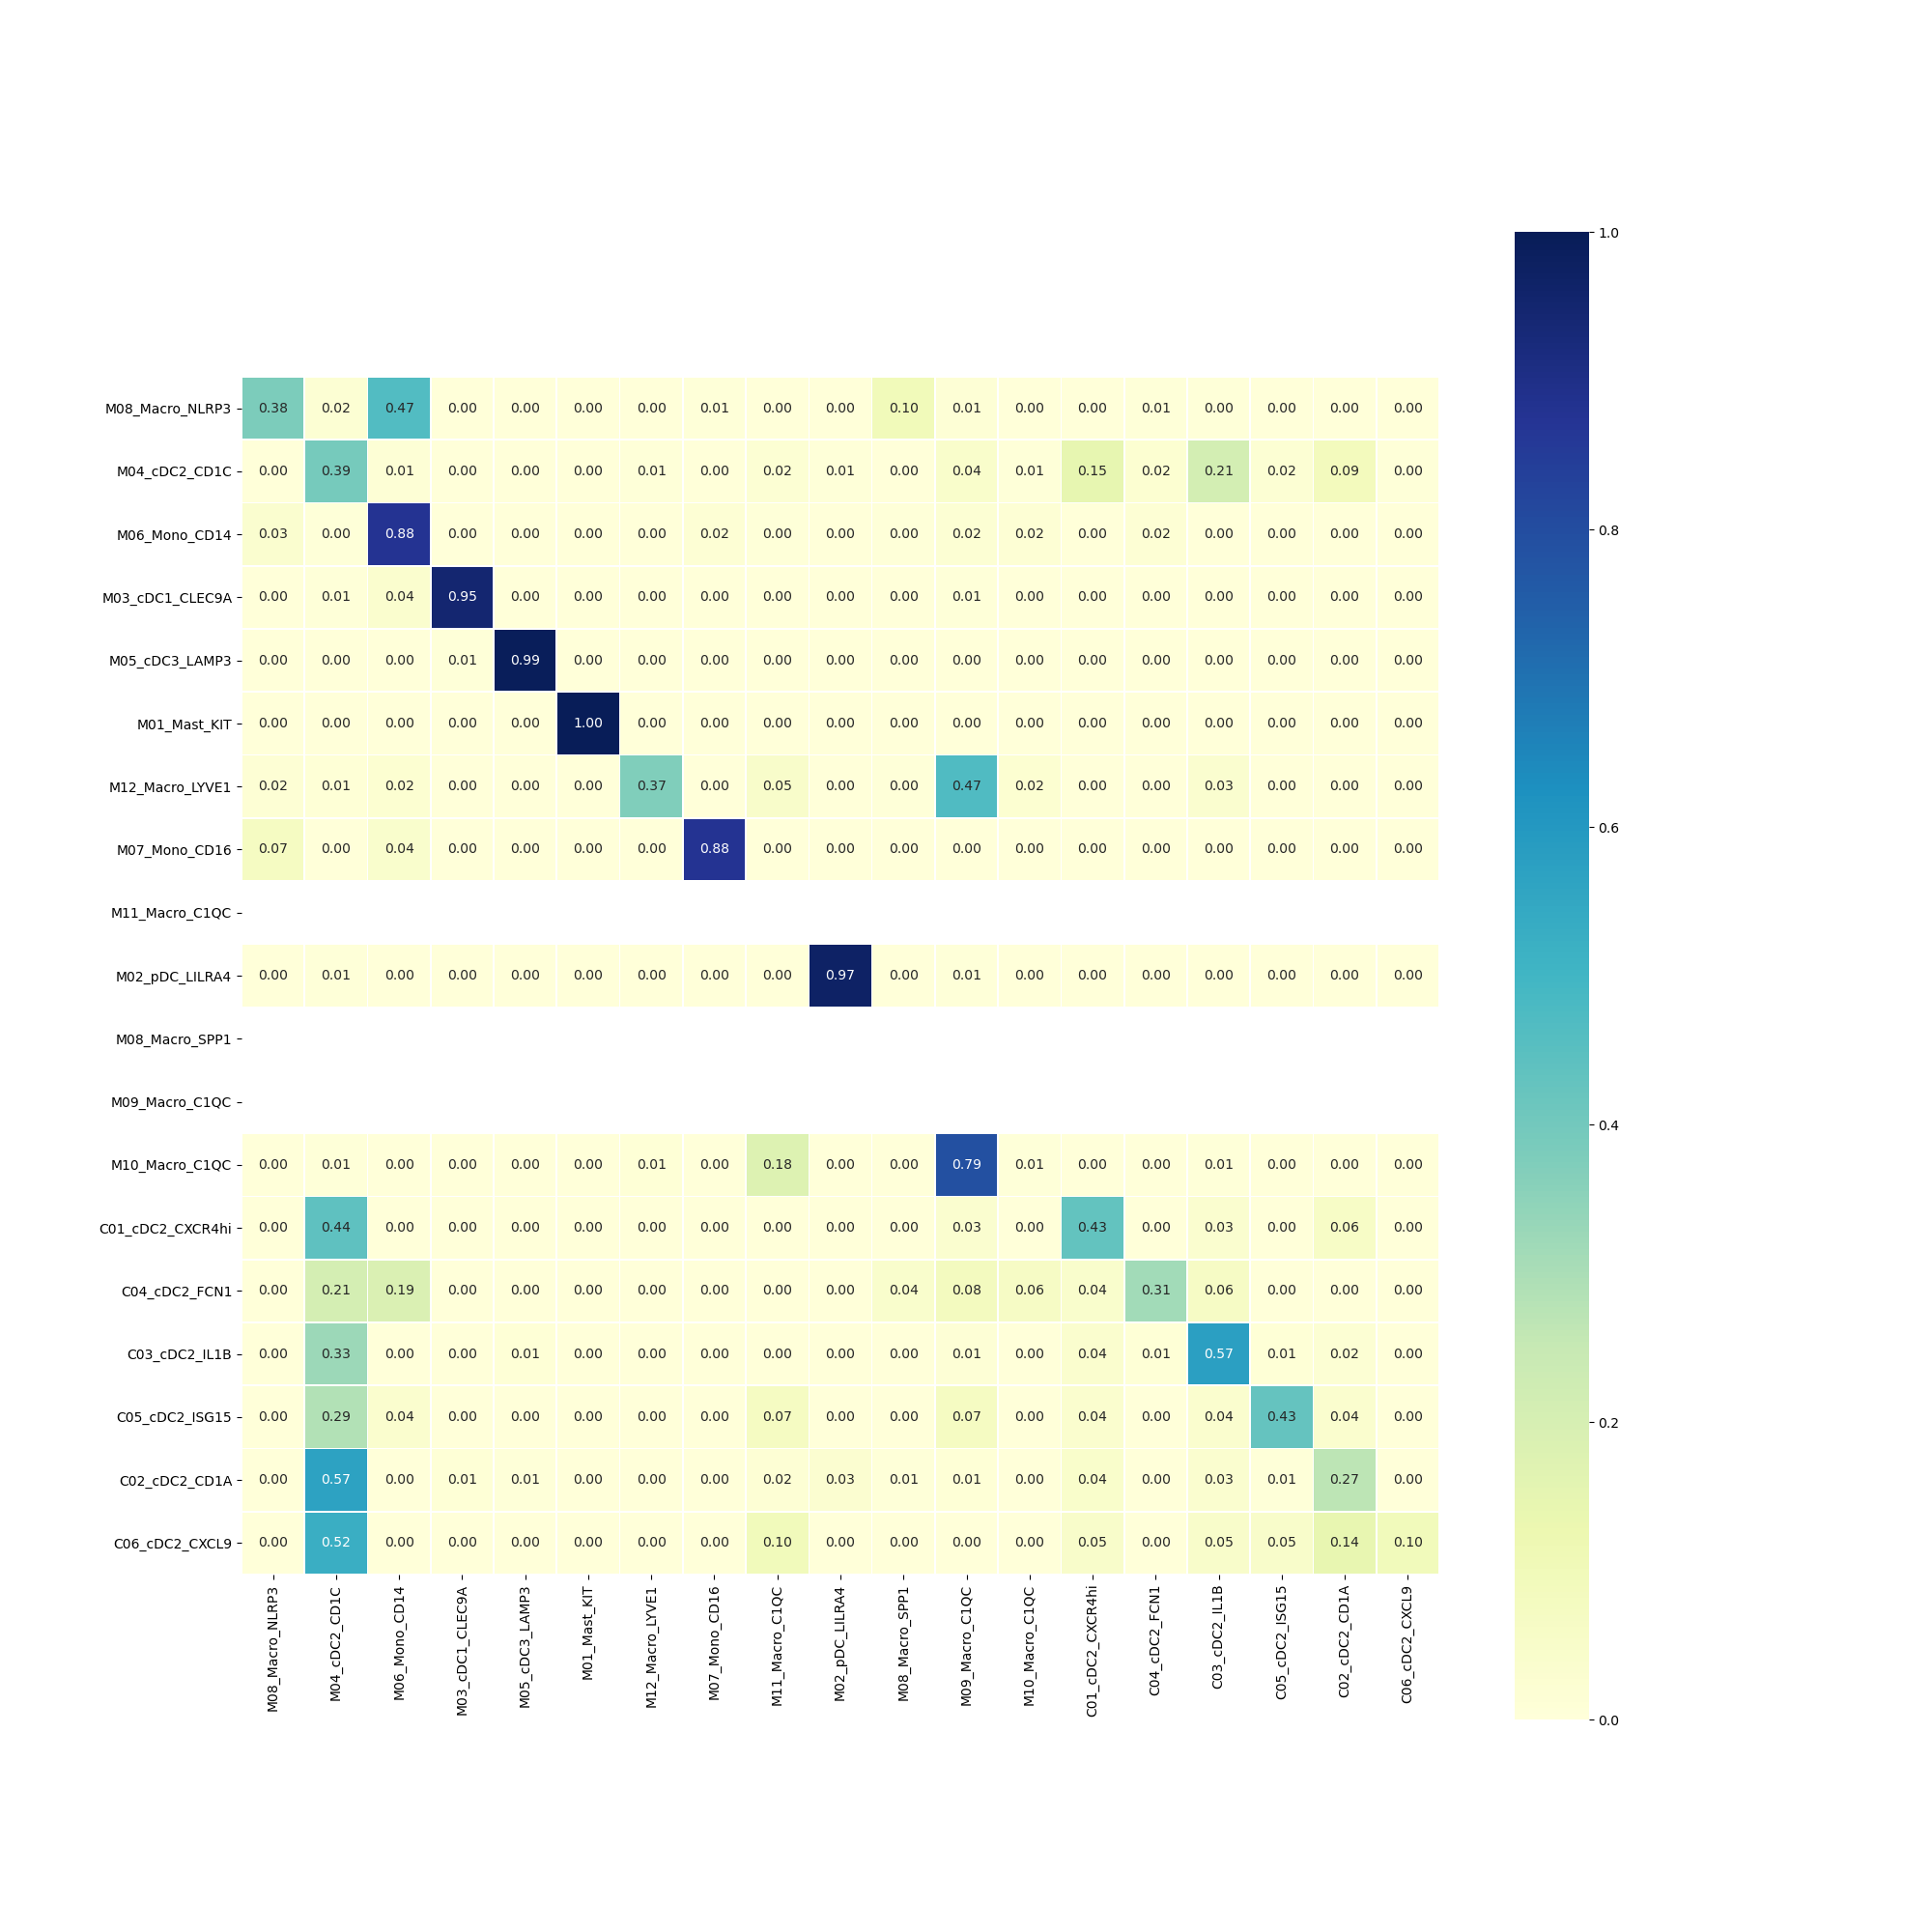 1.0
M08_Macro_NLRP3 0.38 0.02 0.47 0.00 0.00 0.00 0.00 0.01 0.00 0.00 0.10 0.01 0.00 0.00 0.01 0.00 0.00 0.00 0.00
M04_cDC2_CD1C 0.00 0.39 0.01 0.00 0.00 0.00 0.01 0.00 0.02 0.01 0.00 0.04 0.01 0.15 0.02 0.21 0.02 0.09 0.00
M06_Mono_CD14 0.03 0.00 0.88 0.00 0.00 0.00 0.00 0.02 0.00 0.00 0.00 0.02 0.02 0.00 0.02 0.00 0.00 0.00 0.00
0.8
M03_cDC1_CLEC9A 0.00 0.01 0.04 0.95 0.00 0.00 0.00 0.00 0.00 0.00 0.00 0.01 0.00 0.00 0.00 0.00 0.00 0.00 0.00
M05_cDC3_LAMP3 0.00 0.00 0.00 0.01 0.99 0.00 0.00 0.00 0.00 0.00 0.00 0.00 0.00 0.00 0.00 0.00 0.00 0.00 0.00
M01_Mast_KIT 0.00 0.00 0.00 0.00 0.00 1.00 0.00 0.00 0.00 0.00 0.00 0.00 0.00 0.00 0.00 0.00 0.00 0.00 0.00
M12_Macro_LYVE1 0.02 0.01 0.02 0.00 0.00 0.00 0.37 0.00 0.05 0.00 0.00 0.47 0.02 0.00 0.00 0.03 0.00 0.00 0.00
0.6
M07_Mono_CD16 0.07 0.00 0.04 0.00 0.00 0.00 0.00 0.88 0.00 0.00 0.00 0.00 0.00 0.00 0.00 0.00 0.00 0.00 0.00
M11_Macro_C1QC
M02_pDC_LILRA4 0.00 0.01 0.00 0.00 0.00 0.00 0.00 0.00 0.00 0.97 0.00 0.01 0.00 0.00 0.00 0.00 0.00 0.00 0.00
M08_Macro_SPP1
M09_Macro_C1QC
0.4
M10_Macro_C1QC 0.00 0.01 0.00 0.00 0.00 0.00 0.01 0.00 0.18 0.00 0.00 0.79 0.01 0.00 0.00 0.01 0.00 0.00 0.00
C01_cDC2_CXCR4hi 0.00 0.44 0.00 0.00 0.00 0.00 0.00 0.00 0.00 0.00 0.00 0.03 0.00 0.43 0.00 0.03 0.00 0.06 0.00
C04_cDC2_FCN1 0.00 0.21 0.19 0.00 0.00 0.00 0.00 0.00 0.00 0.00 0.04 0.08 0.06 0.04 0.31 0.06 0.00 0.00 0.00
C03_cDC2_IL1B 0.00 0.33 0.00 0.00 0.01 0.00 0.00 0.00 0.00 0.00 0.00 0.01 0.00 0.04 0.01 0.57 0.01 0.02 0.00
C05_cDC2_ISG15 0.00 0.29 0.04 0.00 0.00 0.00 0.00 0.00 0.07 0.00 0.00 0.07 0.00 0.04 0.00 0.04 0.43 0.04 0.00
0.2
C02_cDC2_CD1A 0.00 0.57 0.00 0.01 0.01 0.00 0.00 0.00 0.02 0.03 0.01 0.01 0.00 0.04 0.00 0.03 0.01 0.27 0.00
C06_cDC2_CXCL9 0.00 0.52 0.00 0.00 0.00 0.00 0.00 0.00 0.10 0.00 0.00 0.00 0.00 0.05 0.00 0.05 0.05 0.14 0.10
0.0
M08_Macro_NLRP3
M04_cDC2_CD1C
M06_Mono_CD14
M03_cDC1_CLEC9A
M05_cDC3_LAMP3
M01_Mast_KIT
M12_Macro_LYVE1
M07_Mono_CD16
M11_Macro_C1QC
M02_pDC_LILRA4
M08_Macro_SPP1
M09_Macro_C1QC
M10_Macro_C1QC
C01_cDC2_CXCR4hi
C04_cDC2_FCN1
C03_cDC2_IL1B
C05_cDC2_ISG15
C02_cDC2_CD1A
C06_cDC2_CXCL9